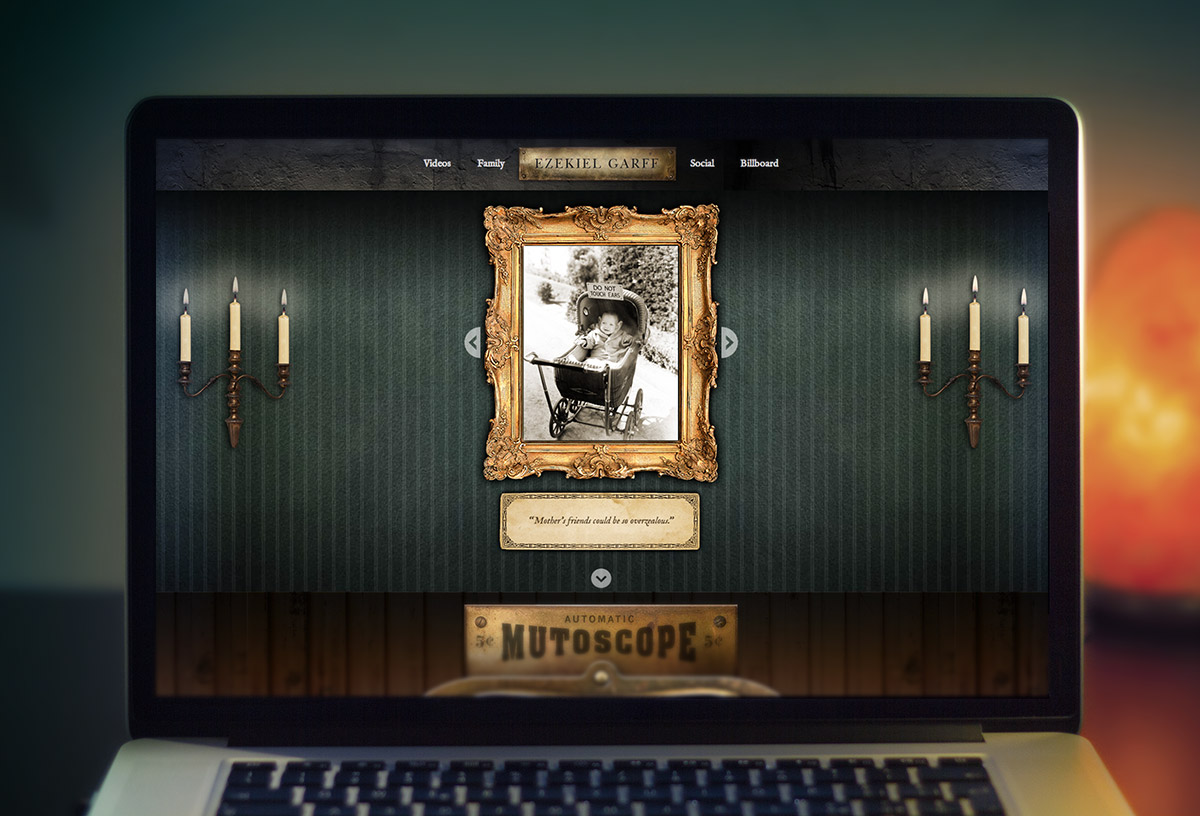 Videos
Family
EZEKIEL GARFF
Social
Billboard
DO NOT
TOUCH EARS
"Mother's friends could be so overzealous."
AUTOMATIC
5¢ MUTOSCOPE 5¢